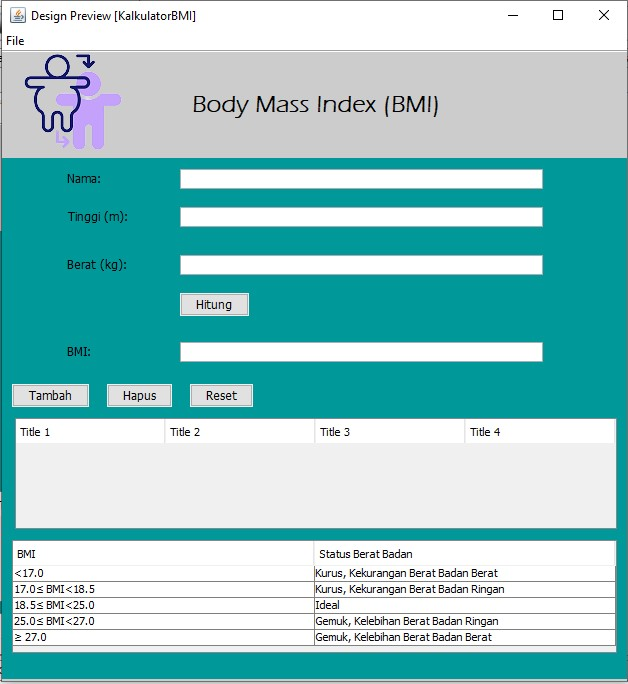 Design Preview [KalkulatorBMI]
File
Body Mass Index (BMI)
Nama:
Tinggi (m):
Berat (kg):
Hitung
BMI:
Tambah Hapus Reset
Title 1 Title 2 Title 3 Title 4
BMI Status Berat Badan
<17.0 Kurus, Kekurangan Berat Badan Berat
17.0≤ BMI<18.5 Kurus, Kekurangan Berat Badan Ringan
18.5≤ BMI<25.0 Ideal
25.0≤ BMI<27.0 Gemuk, Kelebihan Berat Badan Ringan
≥ 27.0 Gemuk, Kelebihan Berat Badan Berat